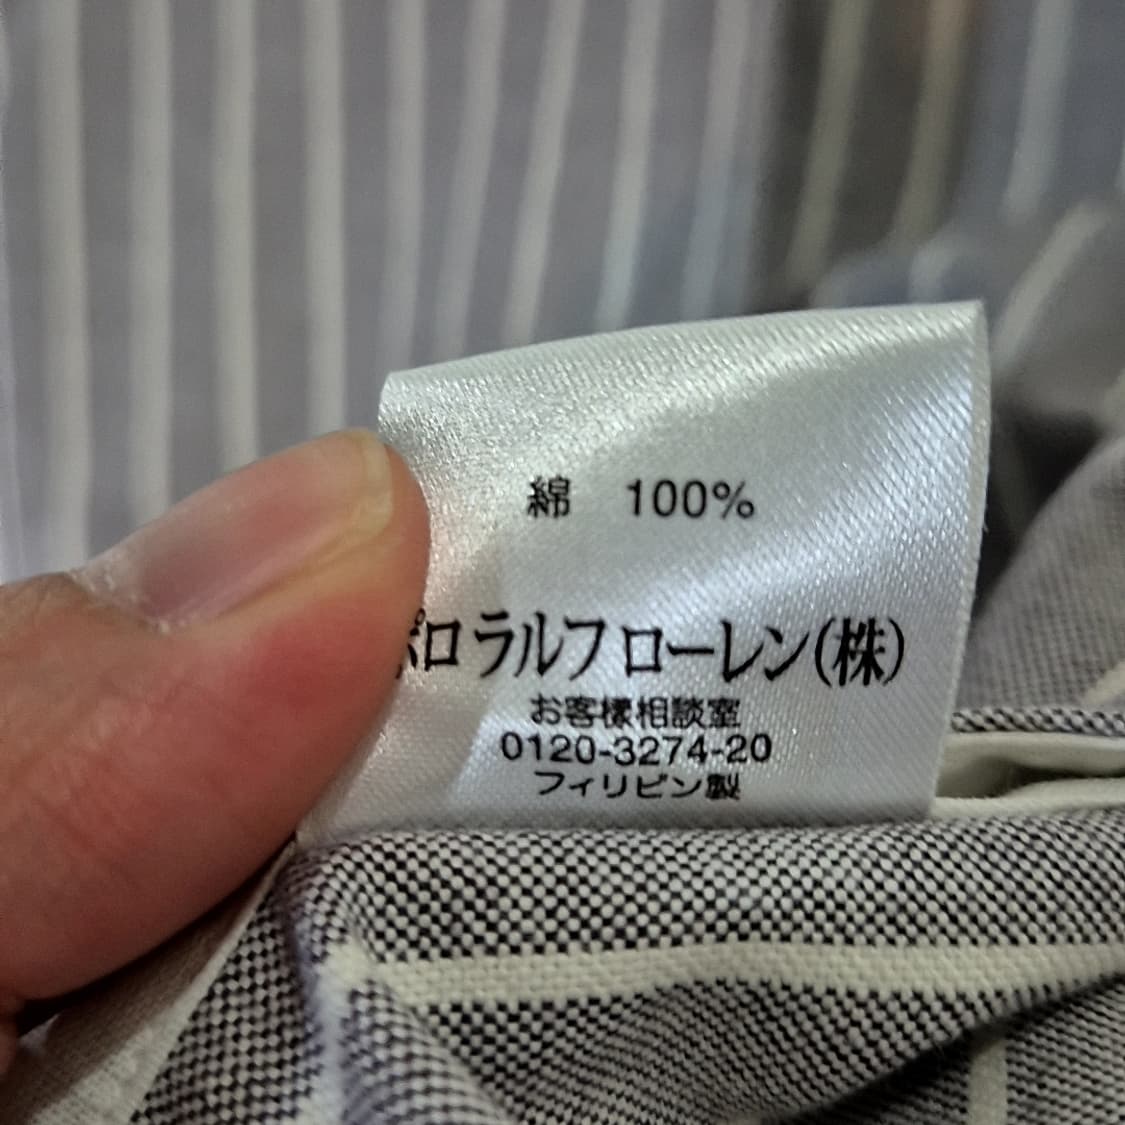 綿 100%
ポロ ラルフ ローレン(株)
お客様相談室
0120-3274-20
フィリピン製